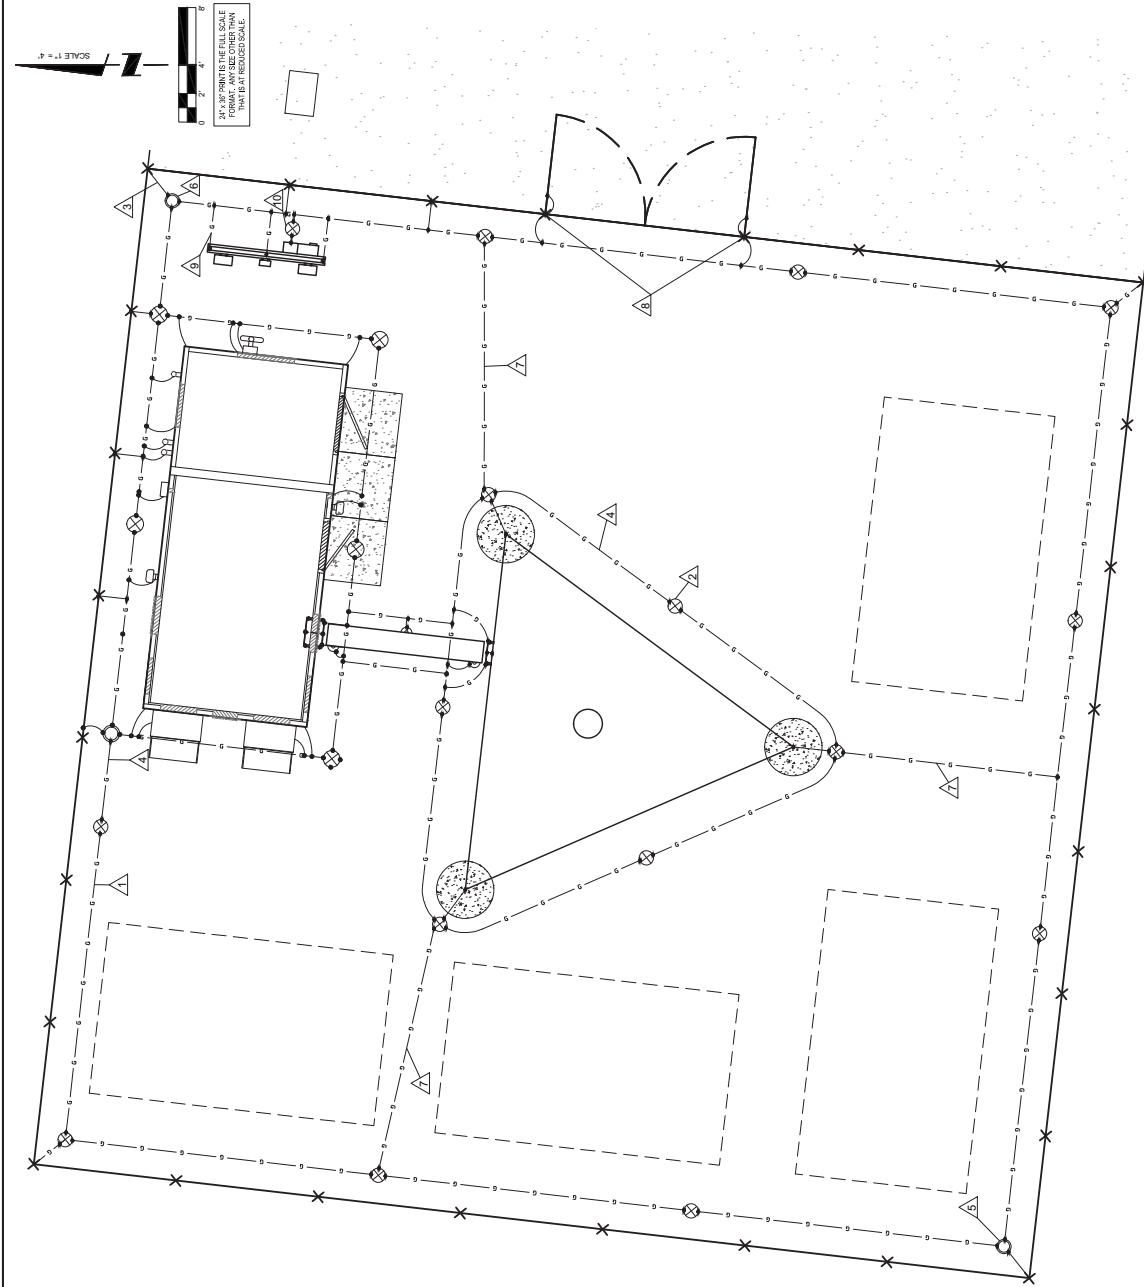 N
SCALE 1" = 4'
0 2' 4' 8'
24" x 36" PRINT IS THE FULL SCALE
FORMAT. ANY SIZE OTHER THAN
THAT IS AT REDUCED SCALE.
3
6
10
9
8
7
4
2
4
1
7
7
5
G